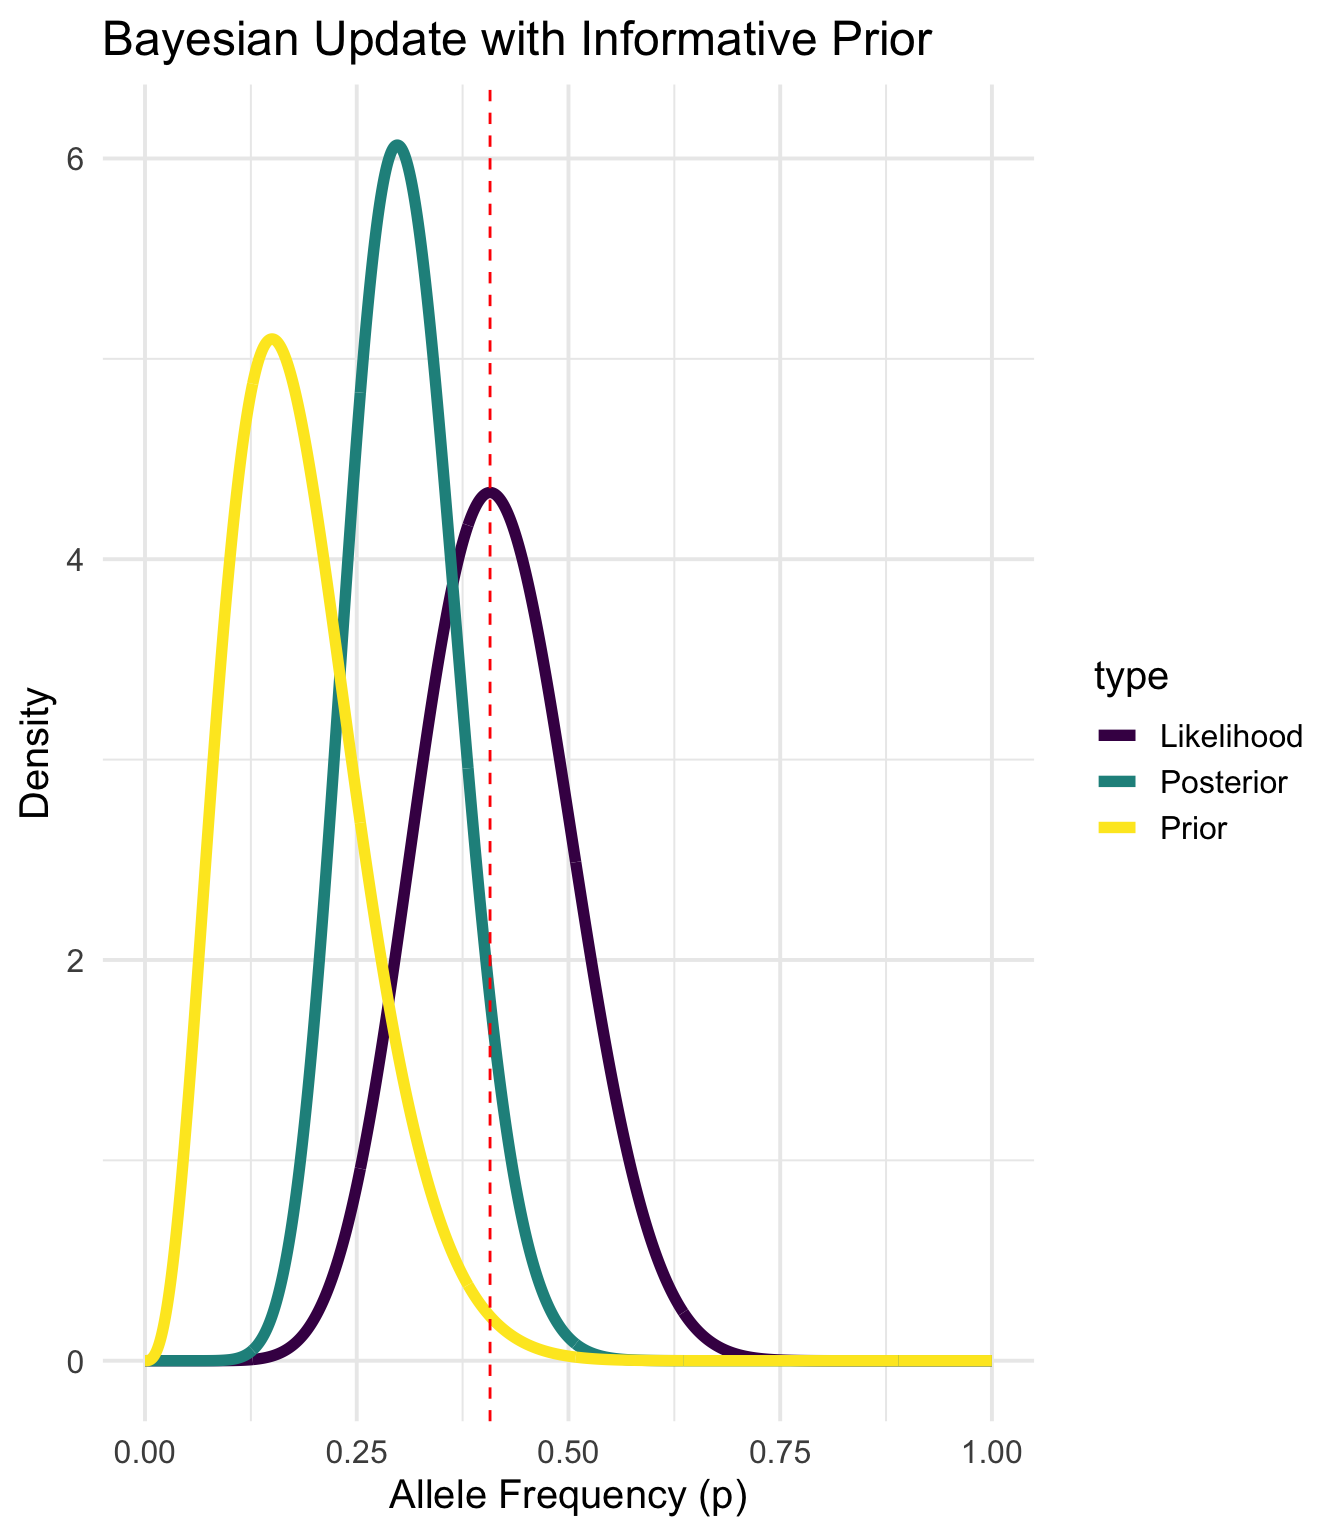 Bayesian Update with Informative Prior
6
4
2
0
Density
0.00 0.25 0.50 0.75 1.00
Allele Frequency (p)
type
Likelihood
Posterior
Prior